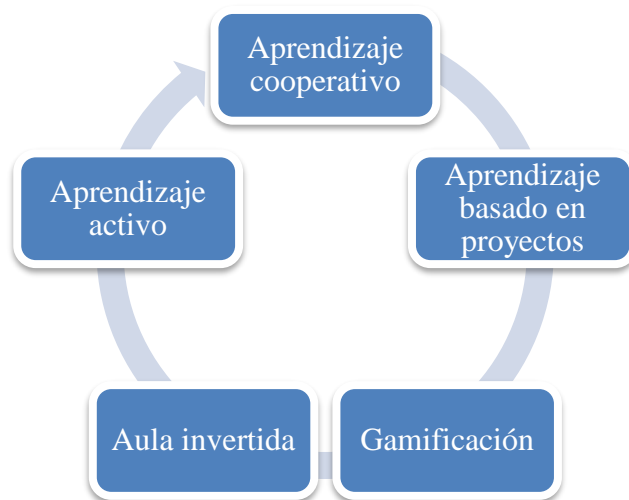 Aprendizaje
cooperativo
Aprendizaje
basado en
proyectos
Gamificación
Aula invertida
Aprendizaje
activo